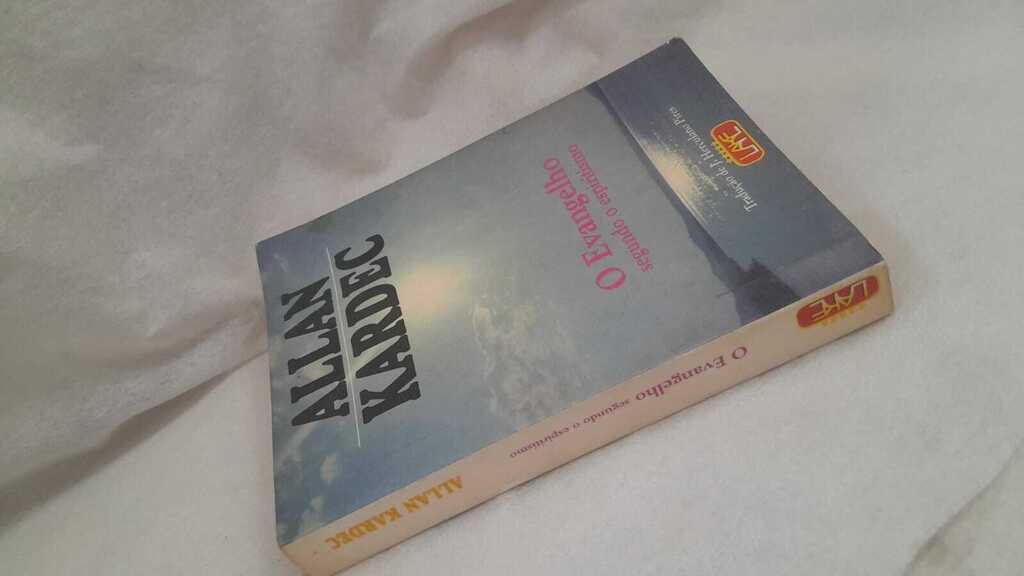 ALLAN
KARDEC
O Evangelho
segundo o espiritismo
Tradução de J. Herculano Pires
LAKE
ALLAN KARDEC
O Evangelho segundo o espiritismo
LAKE